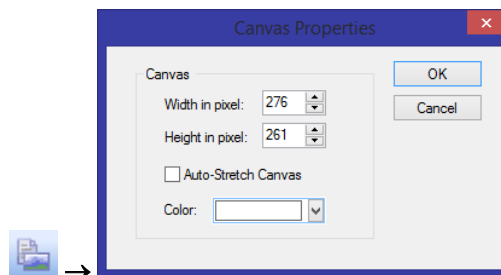 Canvas Properties
Canvas
Width in pixel: 276
Height in pixel: 261
Auto-Stretch Canvas
Color:
OK
Cancel